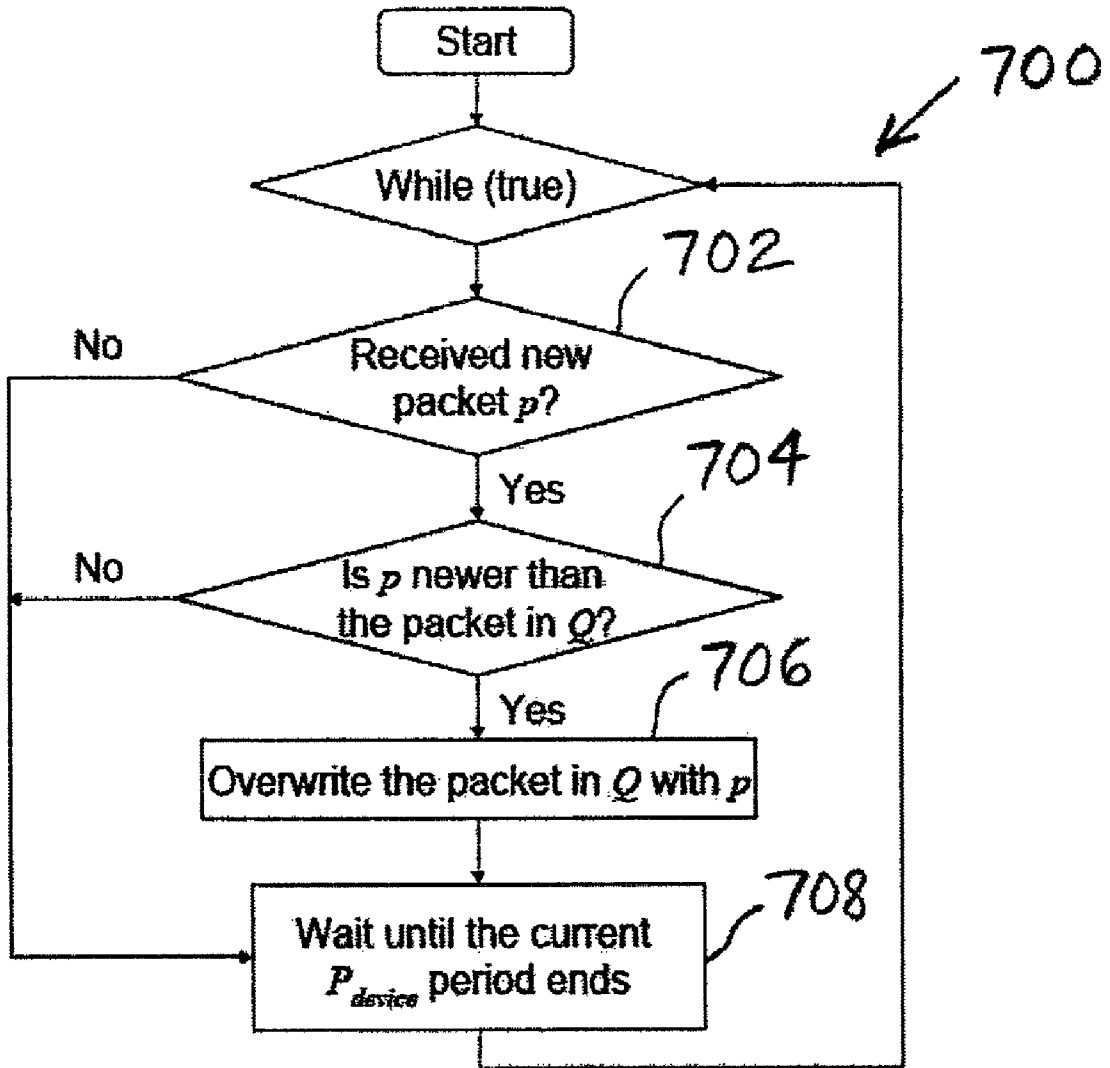 Start
700
While (true)
702
No
Received new
packet p?
704
Yes
No
Is p newer than
the packet in Q?
706
Yes
Overwrite the packet in Q with p
708
Wait until the current
P_device period ends